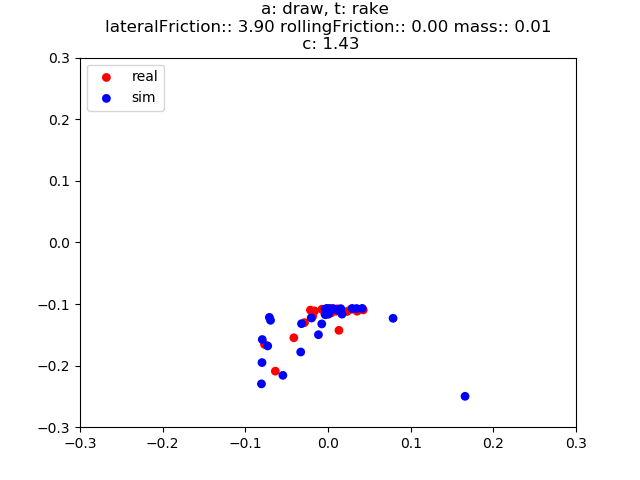 a: draw, t: rake
lateralFriction:: 3.90 rollingFriction:: 0.00 mass:: 0.01
c: 1.43
real
sim
0.3
0.2
0.1
0.0
−0.1
−0.2
−0.3
−0.3 −0.2 −0.1 0.0 0.1 0.2 0.3